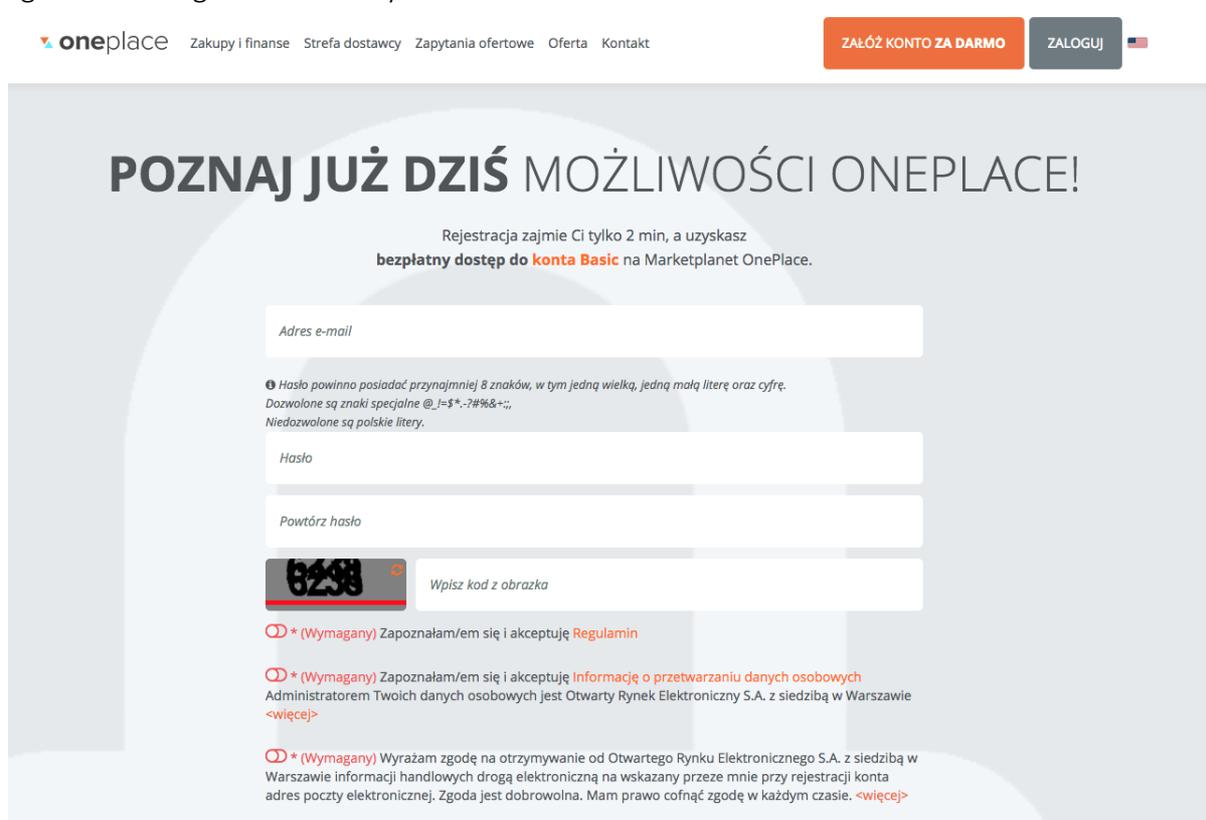 oneplace Zakupy i finanse Strefa dostawcy Zapytania ofertowe Oferta Kontakt ZAŁÓŻ KONTO ZA DARMO ZALOGUJ
POZNAJ JUŻ DZIŚ MOŻLIWOŚCI ONEPLACE!
Rejestracja zajmie Ci tylko 2 min, a uzyskasz
bezpłatny dostęp do konta Basic na Marketplanet OnePlace.
Adres e-mail
Hasło powinno posiadać przynajmniej 8 znaków, w tym jedną wielką, jedną małą literę oraz cyfrę.
Dozwolone są znaki specjalne @_!=$*.-?#%&+:;,
Niedozwolone są polskie litery.
Hasło
Powtórz hasło
Wpisz kod z obrazka
* (Wymagany) Zapoznałam/em się i akceptuję Regulamin
* (Wymagany) Zapoznałam/em się i akceptuję Informację o przetwarzaniu danych osobowych
Administratorem Twoich danych osobowych jest Otwarty Rynek Elektroniczny S.A. z siedzibą w Warszawie
<więcej>
* (Wymagany) Wyrażam zgodę na otrzymywanie od Otwartego Rynku Elektronicznego S.A. z siedzibą w
Warszawie informacji handlowych drogą elektroniczną na wskazany przeze mnie przy rejestracji konta
adres poczty elektronicznej. Zgoda jest dobrowolna. Mam prawo cofnąć zgodę w każdym czasie. <więcej>